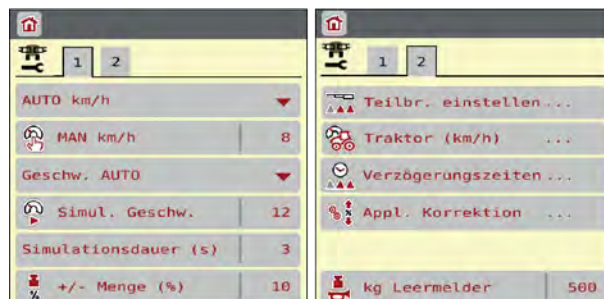 1 2
AUTO km/h
MAN km/h 8
Geschw. AUTO
Simul. Geschw. 12
Simulationsdauer (s) 3
% +/- Menge (%) 10
1 2
Teilbr. einstellen...
Traktor (km/h) ...
Verzögerungszeiten...
% Appl. Korrektion ...
kg Leermelder 500